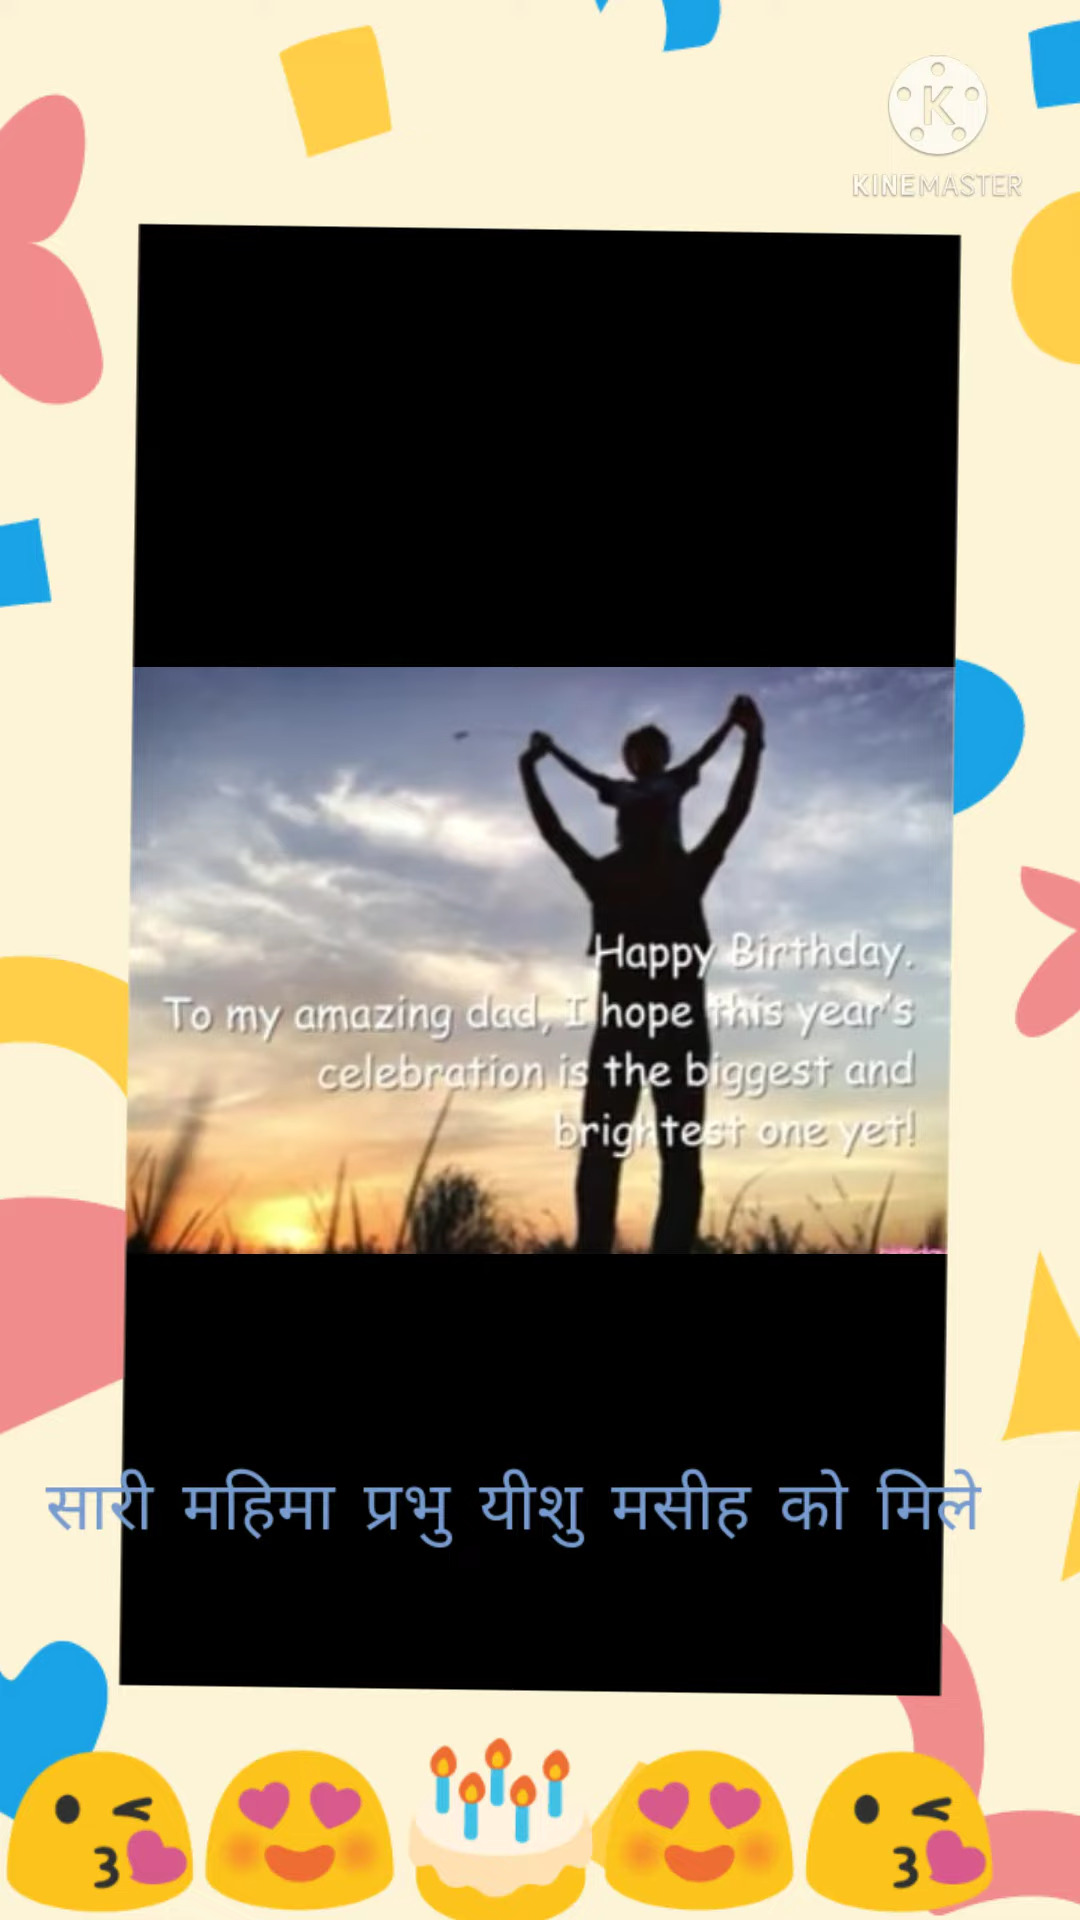 K
KINEMASTER
Happy Birthday.
To my amazing dad, I hope this year's
celebration is the biggest and
brightest one yet!
सारी महिमा प्रभु यीशु मसीह को मिले